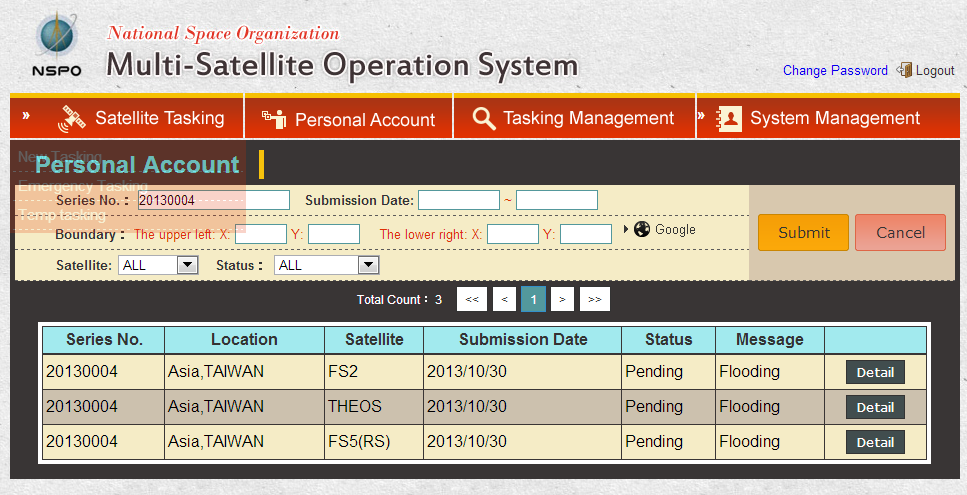 National Space Organization
NSPO
Multi-Satellite Operation System
Change Password Logout
» Satellite Tasking Personal Account Tasking Management » System Management
New Tasking
Personal Account
Emergency Tasking
Series No.： 20130004 Submission Date: ~
Temp tasking
Boundary： The upper left: X: Y: The lower right: X: Y: Google
Submit Cancel
Satellite: ALL Status： ALL
Total Count：3 << < 1 > >>
Series No. Location Satellite Submission Date Status Message
20130004 Asia,TAIWAN FS2 2013/10/30 Pending Flooding Detail
20130004 Asia,TAIWAN THEOS 2013/10/30 Pending Flooding Detail
20130004 Asia,TAIWAN FS5(RS) 2013/10/30 Pending Flooding Detail